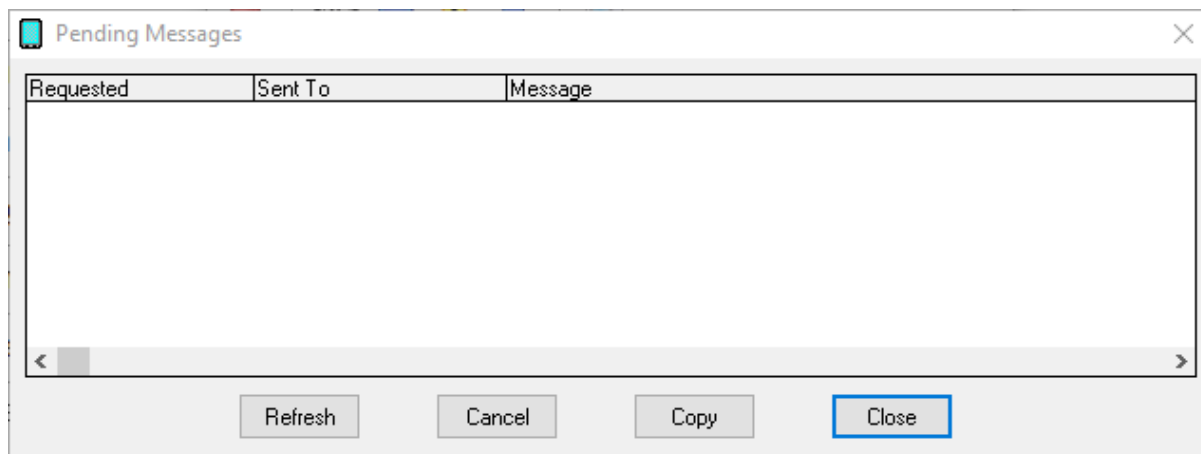 Pending Messages
Requested Sent To Message
Refresh Cancel Copy Close